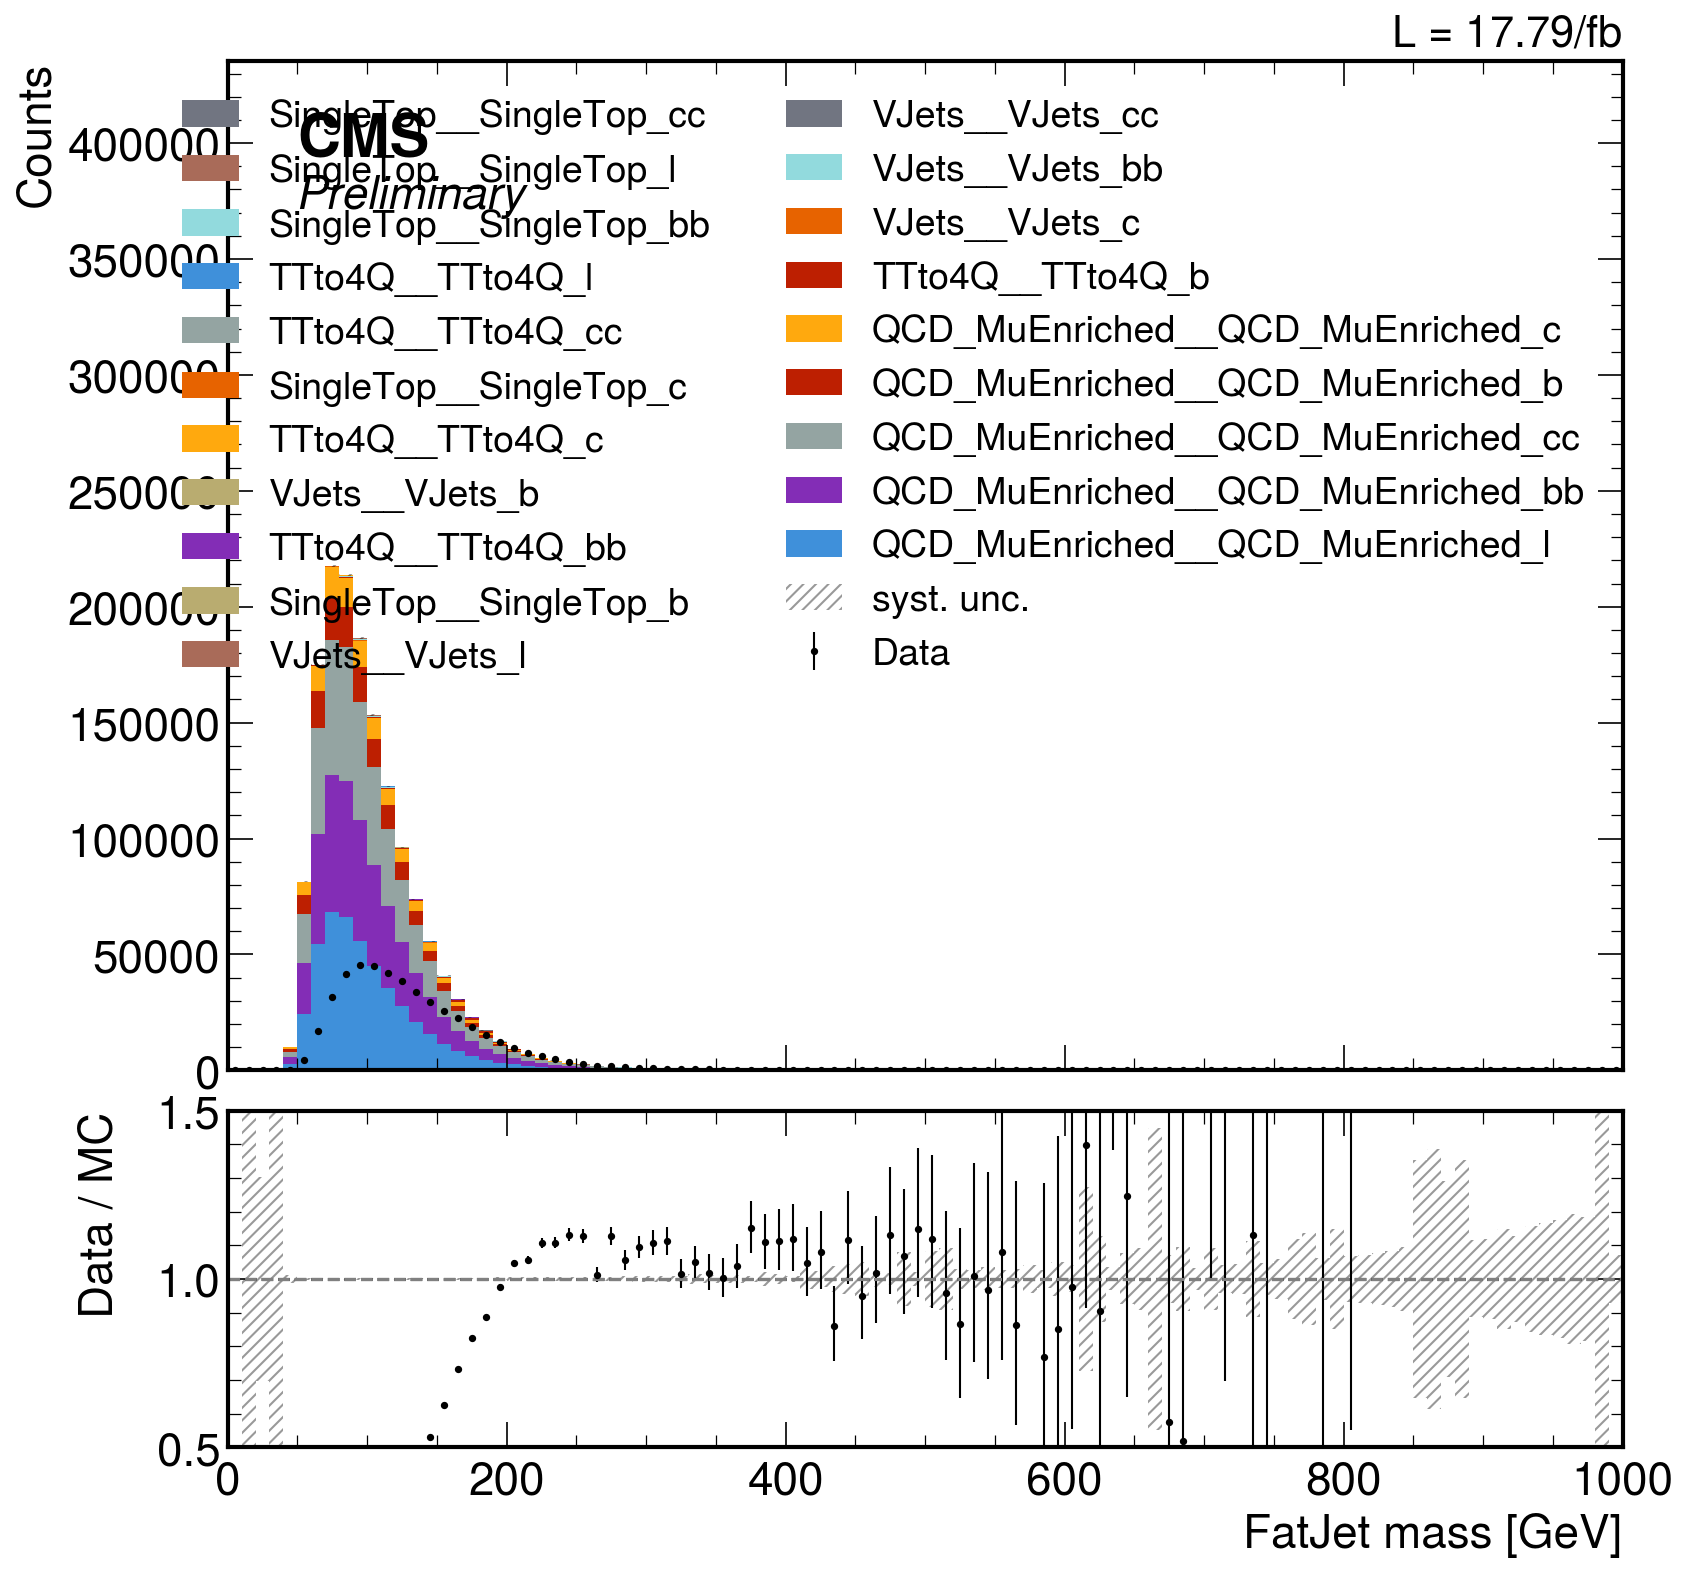 L = 17.79/fb
Counts
CMS
Preliminary
SingleTop__SingleTop_cc
SingleTop__SingleTop_l
SingleTop__SingleTop_bb
TTto4Q__TTto4Q_l
TTto4Q__TTto4Q_cc
SingleTop__SingleTop_c
TTto4Q__TTto4Q_c
VJets__VJets_b
TTto4Q__TTto4Q_bb
SingleTop__SingleTop_b
VJets__VJets_l
VJets__VJets_cc
VJets__VJets_bb
VJets__VJets_c
TTto4Q__TTto4Q_b
QCD_MuEnriched__QCD_MuEnriched_c
QCD_MuEnriched__QCD_MuEnriched_b
QCD_MuEnriched__QCD_MuEnriched_cc
QCD_MuEnriched__QCD_MuEnriched_bb
QCD_MuEnriched__QCD_MuEnriched_l
syst. unc.
Data
400000
350000
300000
250000
200000
150000
100000
50000
0
Data / MC
1.5
1.0
0.5
0 200 400 600 800 1000
FatJet mass [GeV]